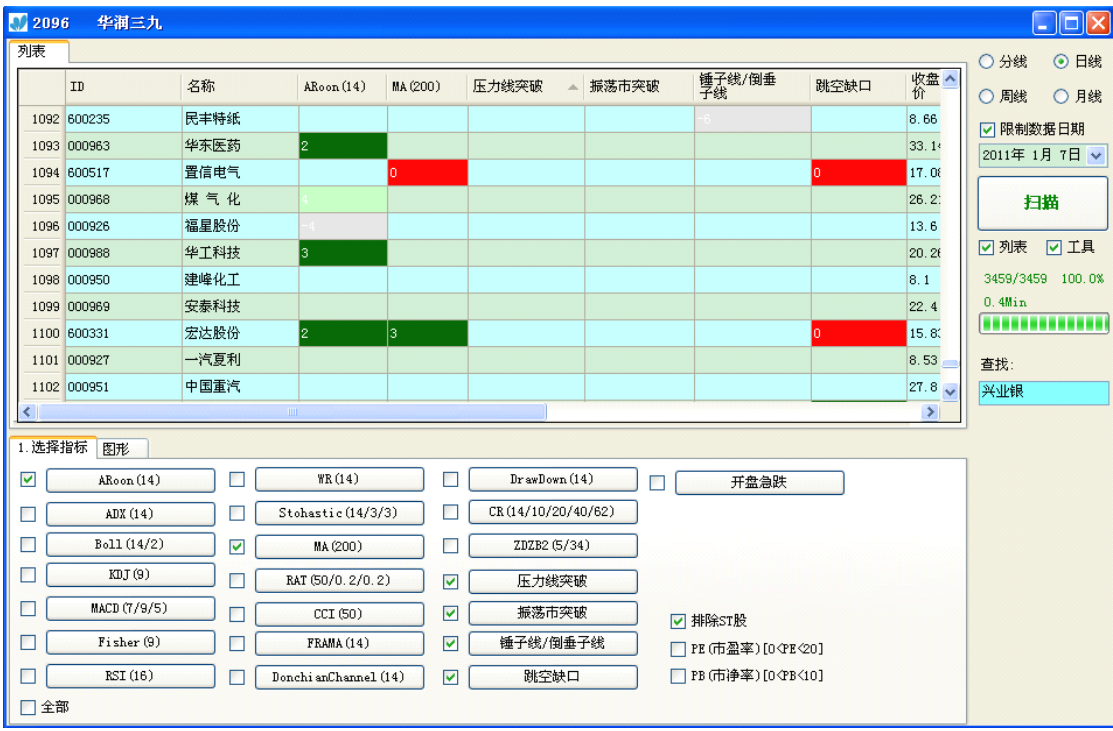 2096 华润三九
列表
ID 名称 ARoon(14) MA(200) 压力线突破 振荡市突破 锤子线/倒垂子线 跳空缺口 收盘价
1092 600235 民丰特纸 -6 8.66
1093 000963 华东医药 2 33.14
1094 600517 置信电气 0 0 17.08
1095 000968 煤 气 化 4 26.2
1096 000926 福星股份 -4 13.6
1097 000988 华工科技 3 20.26
1098 000950 建峰化工 8.1
1099 000969 安泰科技 22.4
1100 600331 宏达股份 2 3 0 15.83
1101 000927 一汽夏利 8.53
1102 000951 中国重汽 27.8
分线 日线
周线 月线
限制数据日期
2011年 1月 7日
扫描
列表 工具
3459/3459 100.0%
0.4Min
查找:
兴业银
1.选择指标 图形
ARoon(14) WR(14) DrawDown(14) 开盘急跌
ADX(14) Stohastic(14/3/3) CR(14/10/20/40/62)
Boll(14/2) MA(200) ZDZB2(5/34)
KDJ(9) RAT(50/0.2/0.2) 压力线突破
MACD(7/9/5) CCI(50) 振荡市突破 排除ST股
Fisher(9) FRAMA(14) 锤子线/倒垂子线 PE(市盈率)[0<PE<20]
RSI(16) DonchianChannel(14) 跳空缺口 PB(市净率)[0<PB<10]
全部